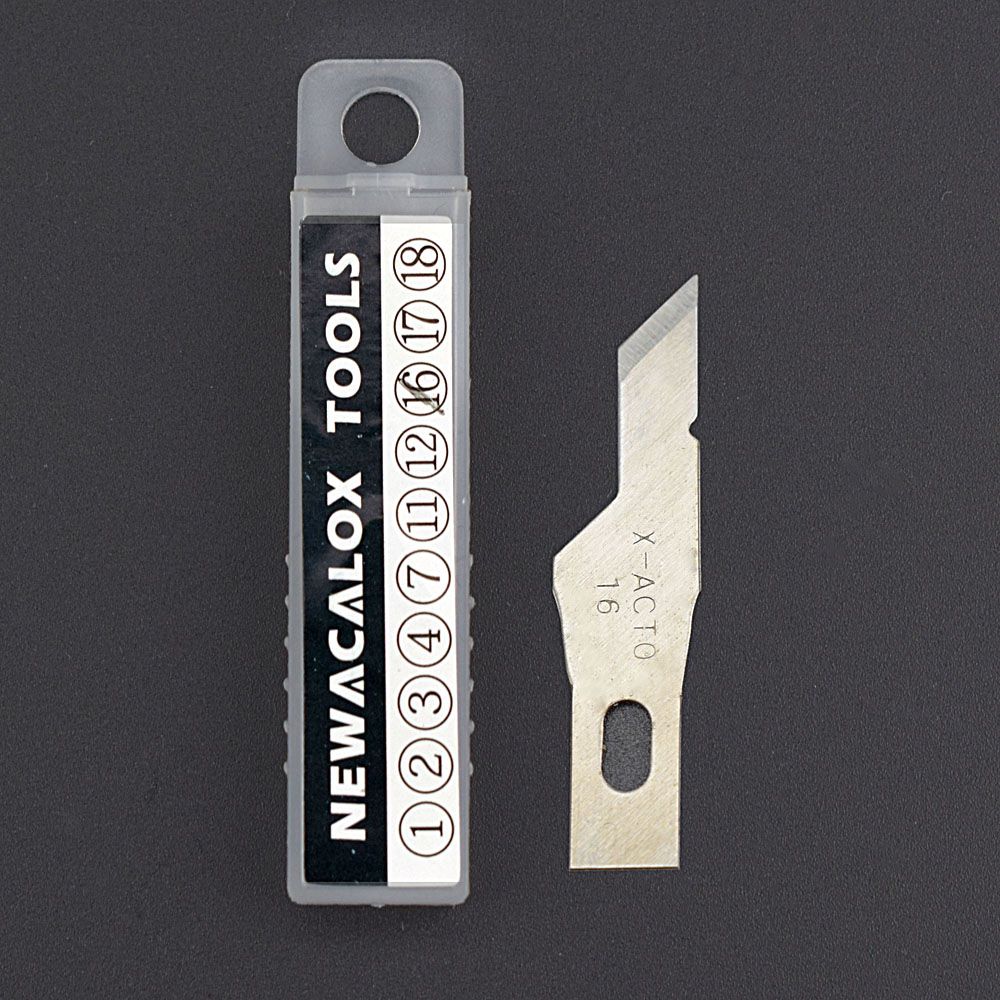 NEWACALOX TOOLS
① ② ③ ④ ⑦ ⑪ ⑫ ⑯ ⑰ ⑱
X-ACTO
16